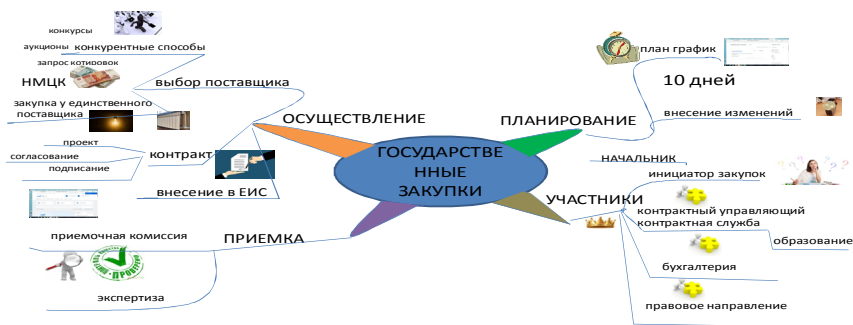 конкурсы
аукционы
конкурентные способы
запрос котировок
НМЦК
выбор поставщика
закупка у единственного
поставщика
ОСУЩЕСТВЛЕНИЕ
проект
согласование
контракт
подписание
внесение в ЕИС
приемочная комиссия
ПРИЕМКА
экспертиза
ГОСУДАРСТВЕ
ННЫЕ
ЗАКУПКИ
план график
10 дней
ПЛАНИРОВАНИЕ
внесение изменений
НАЧАЛЬНИК
инициатор закупок
УЧАСТНИКИ
контрактный управляющий
контрактная служба
образование
бухгалтерия
правовое направление